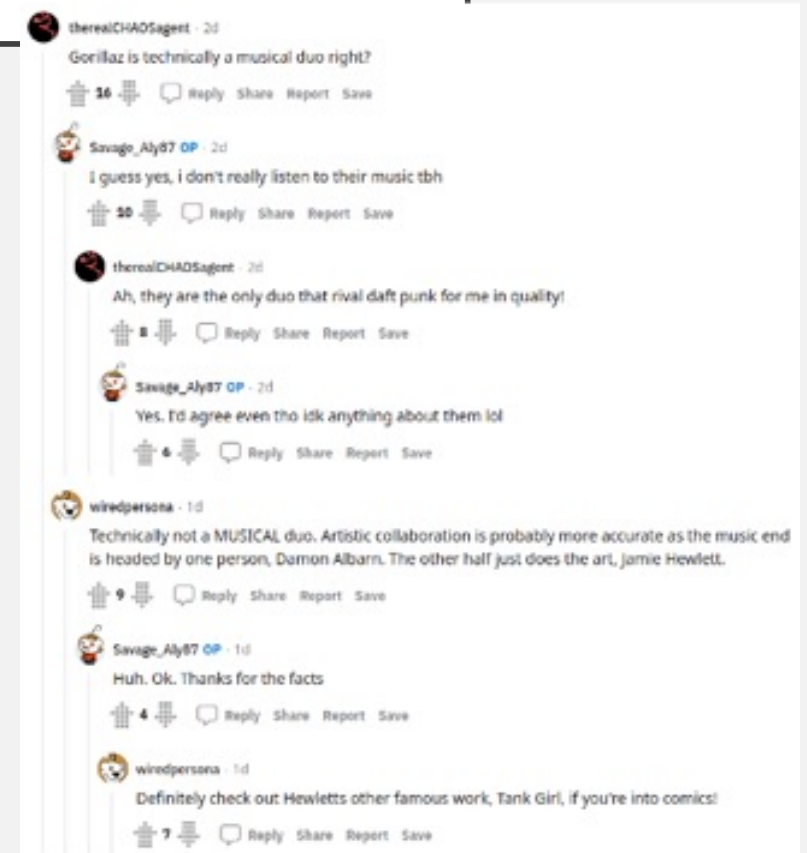 therealCHAOSagent · 2d
Gorillaz is technically a musical duo right?
16 Reply Share Report Save
Savage_Aly87 OP · 2d
I guess yes, i don't really listen to their music tbh
10 Reply Share Report Save
therealCHAOSagent · 2d
Ah, they are the only duo that rival daft punk for me in quality!
8 Reply Share Report Save
Savage_Aly87 OP · 2d
Yes. I'd agree even tho idk anything about them lol
6 Reply Share Report Save
wiredpersona · 1d
Technically not a MUSICAL duo. Artistic collaboration is probably more accurate as the music end
is headed by one person, Damon Albarn. The other half just does the art, Jamie Hewlett.
9 Reply Share Report Save
Savage_Aly87 OP · 1d
Huh. Ok. Thanks for the facts
4 Reply Share Report Save
wiredpersona · 1d
Definitely check out Hewletts other famous work, Tank Girl, if you're into comics!
7 Reply Share Report Save